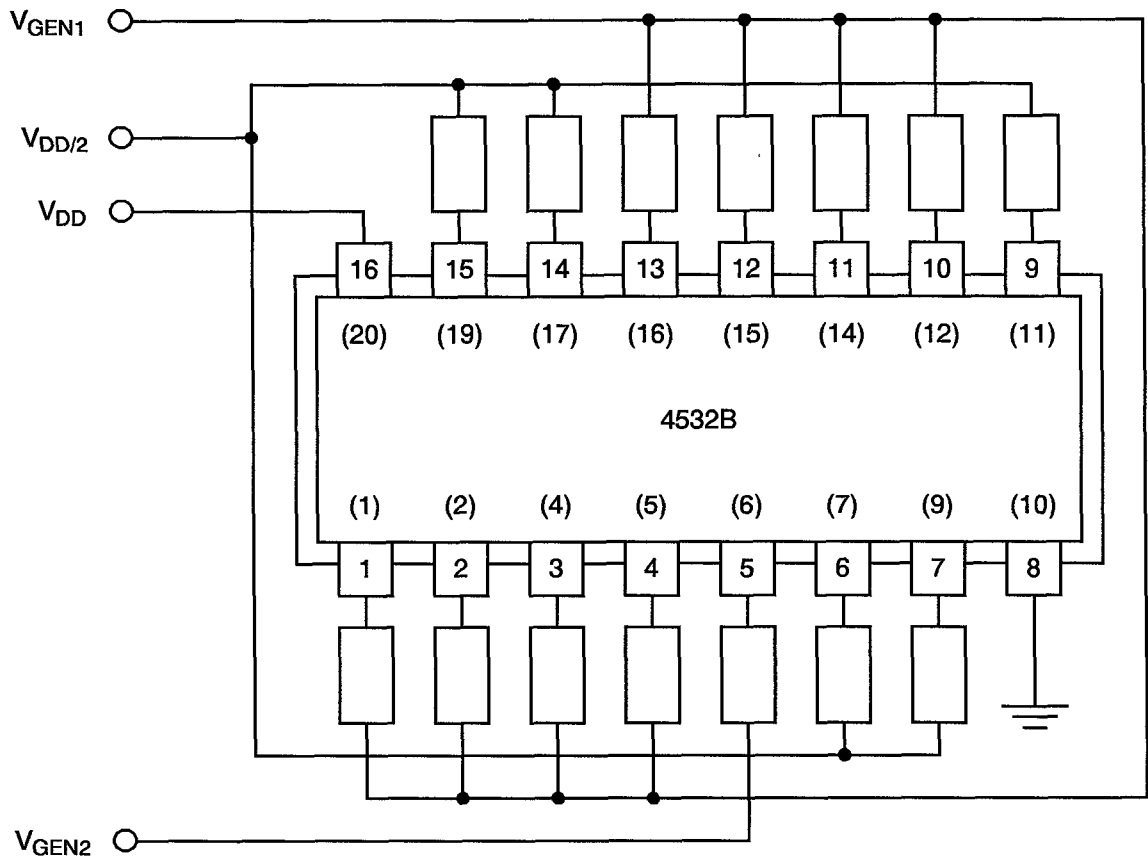 VGEN1
VDD/2
VDD
16 15 14 13 12 11 10 9
(20) (19) (17) (16) (15) (14) (12) (11)
4532B
(1) (2) (4) (5) (6) (7) (9) (10)
1 2 3 4 5 6 7 8
VGEN2